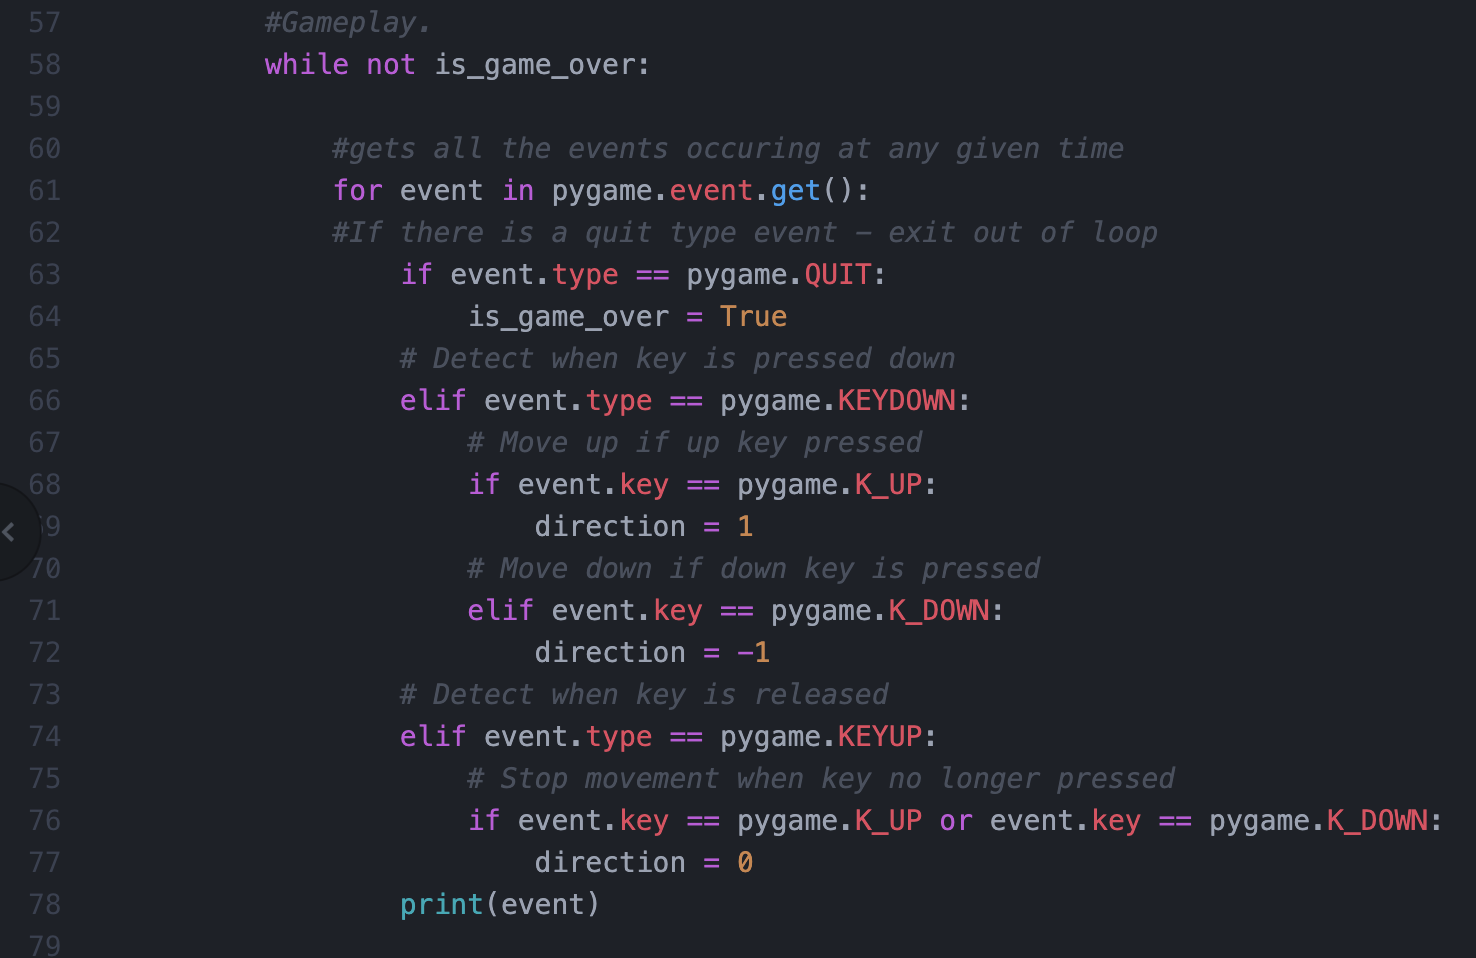 57 #Gameplay.
58 while not is_game_over:
59
60 #gets all the events occuring at any given time
61 for event in pygame.event.get():
62 #If there is a quit type event – exit out of loop
63 if event.type == pygame.QUIT:
64 is_game_over = True
65 # Detect when key is pressed down
66 elif event.type == pygame.KEYDOWN:
67 # Move up if up key pressed
68 if event.key == pygame.K_UP:
69 direction = 1
70 # Move down if down key is pressed
71 elif event.key == pygame.K_DOWN:
72 direction = -1
73 # Detect when key is released
74 elif event.type == pygame.KEYUP:
75 # Stop movement when key no longer pressed
76 if event.key == pygame.K_UP or event.key == pygame.K_DOWN:
77 direction = 0
78 print(event)
79